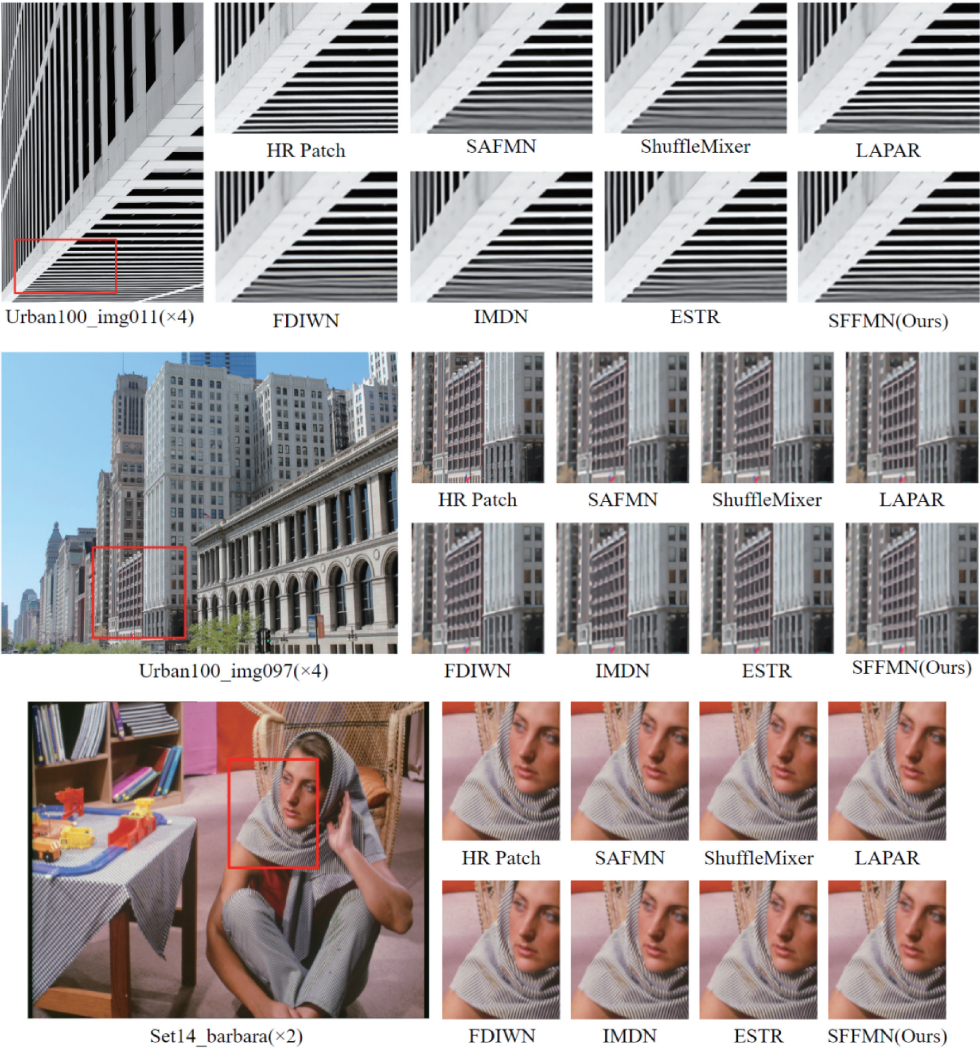 HR Patch SAFMN ShuffleMixer LAPAR
Urban100_img011(×4) FDIWN IMDN ESTR SFFMN(Ours)
HR Patch SAFMN ShuffleMixer LAPAR
Urban100_img097(×4) FDIWN IMDN ESTR SFFMN(Ours)
HR Patch SAFMN ShuffleMixer LAPAR
FDIWN IMDN ESTR SFFMN(Ours)
Set14_barbara(×2)